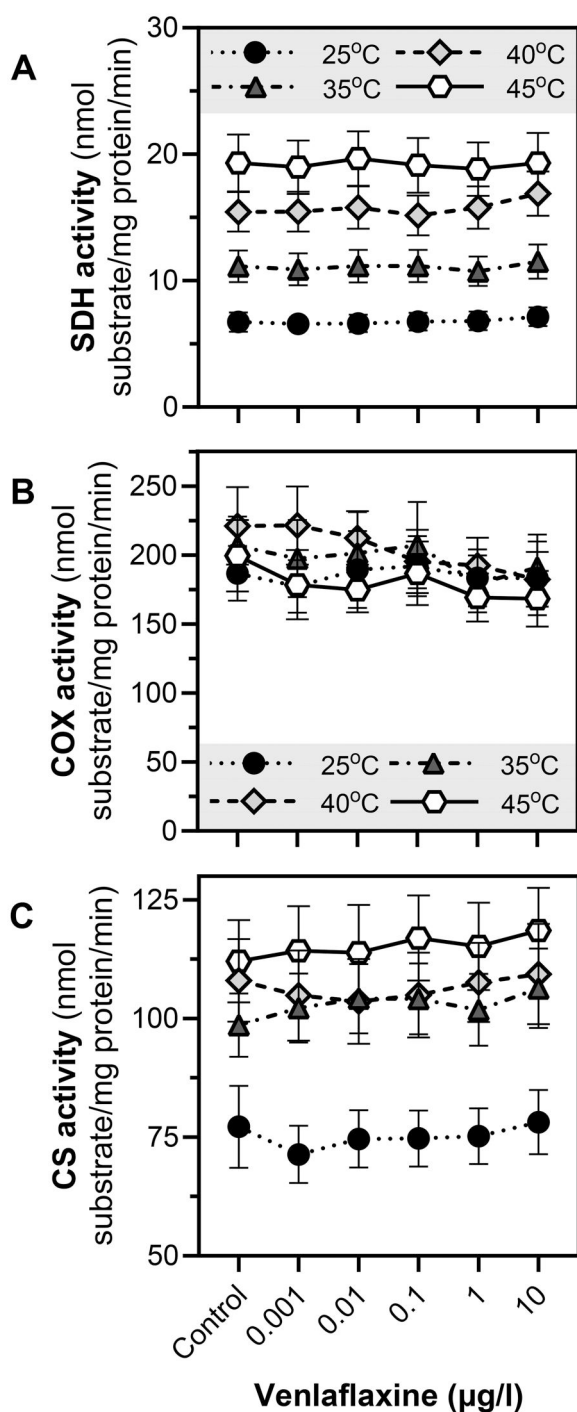 A
SDH activity (nmol
substrate/mg protein/min)
30
20
10
0
25°C 40°C
35°C 45°C
B
COX activity (nmol
substrate/mg protein/min)
250
200
150
100
50
0
25°C 35°C
40°C 45°C
C
CS activity (nmol
substrate/mg protein/min)
125
100
75
50
Control 0.001 0.01 0.1 1 10
Venlaflaxine (µg/l)